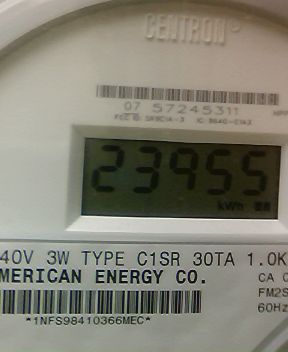 CENTRON®
07 57245311
23955
kWh
40V 3W TYPE C1SR 30TA 1.0K
MERICAN ENERGY CO.
CA
FM2S
60Hz
*1NFS98410366MEC*